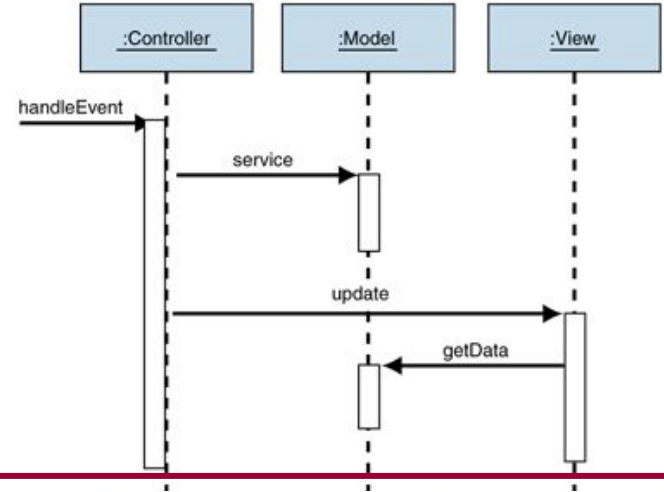 :Controller
:Model
:View
handleEvent
service
update
getData